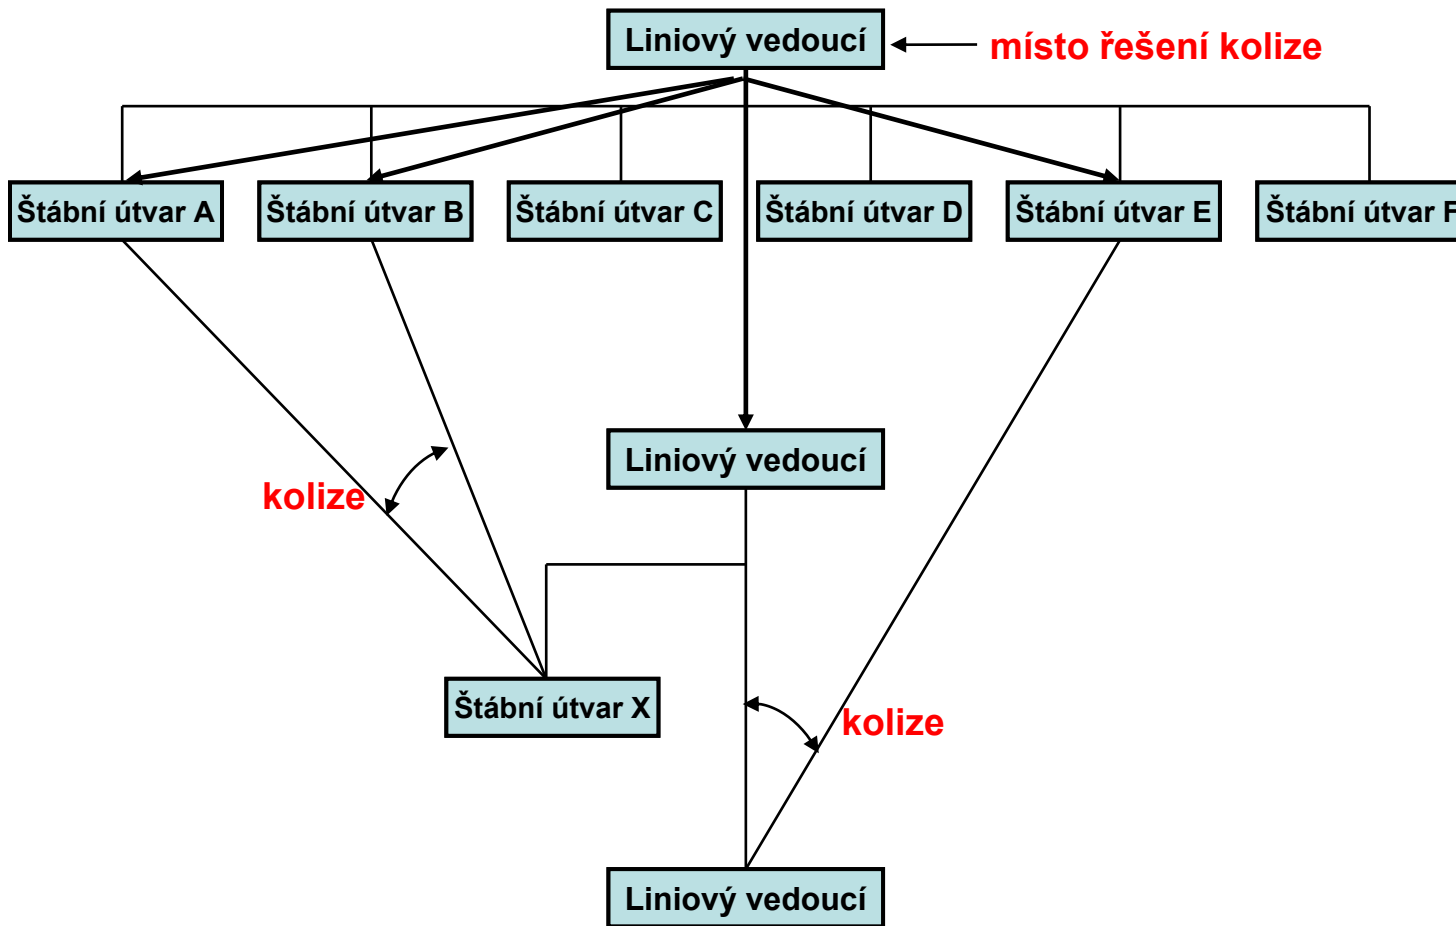 Liniový vedoucí
místo řešení kolize
Štábní útvar A
Štábní útvar B
Štábní útvar C
Štábní útvar D
Štábní útvar E
Štábní útvar F
Liniový vedoucí
kolize
Štábní útvar X
kolize
Liniový vedoucí